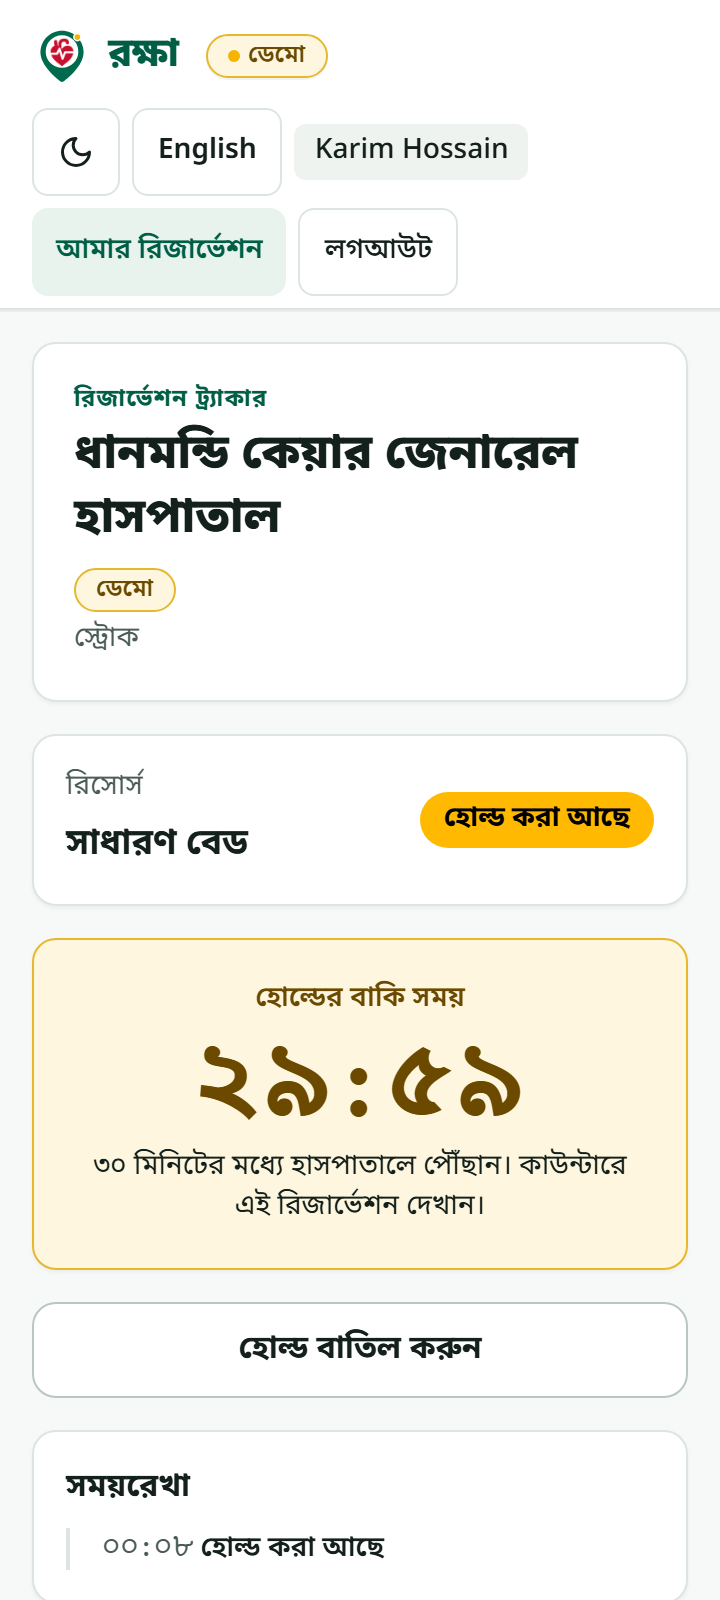 রক্ষা
ডেমো
English
Karim Hossain
আমার রিজার্ভেশন
লগআউট
রিজার্ভেশন ট্র্যাকার
ধানমন্ডি কেয়ার জেনারেল
হাসপাতাল
ডেমো
স্ট্রোক
রিসোর্স
সাধারণ বেড
হোল্ড করা আছে
হোল্ডের বাকি সময়
২৯:৫৯
৩০ মিনিটের মধ্যে হাসপাতালে পৌঁছান। কাউন্টারে
এই রিজার্ভেশন দেখান।
হোল্ড বাতিল করুন
সময়রেখা
০০:০৮ হোল্ড করা আছে